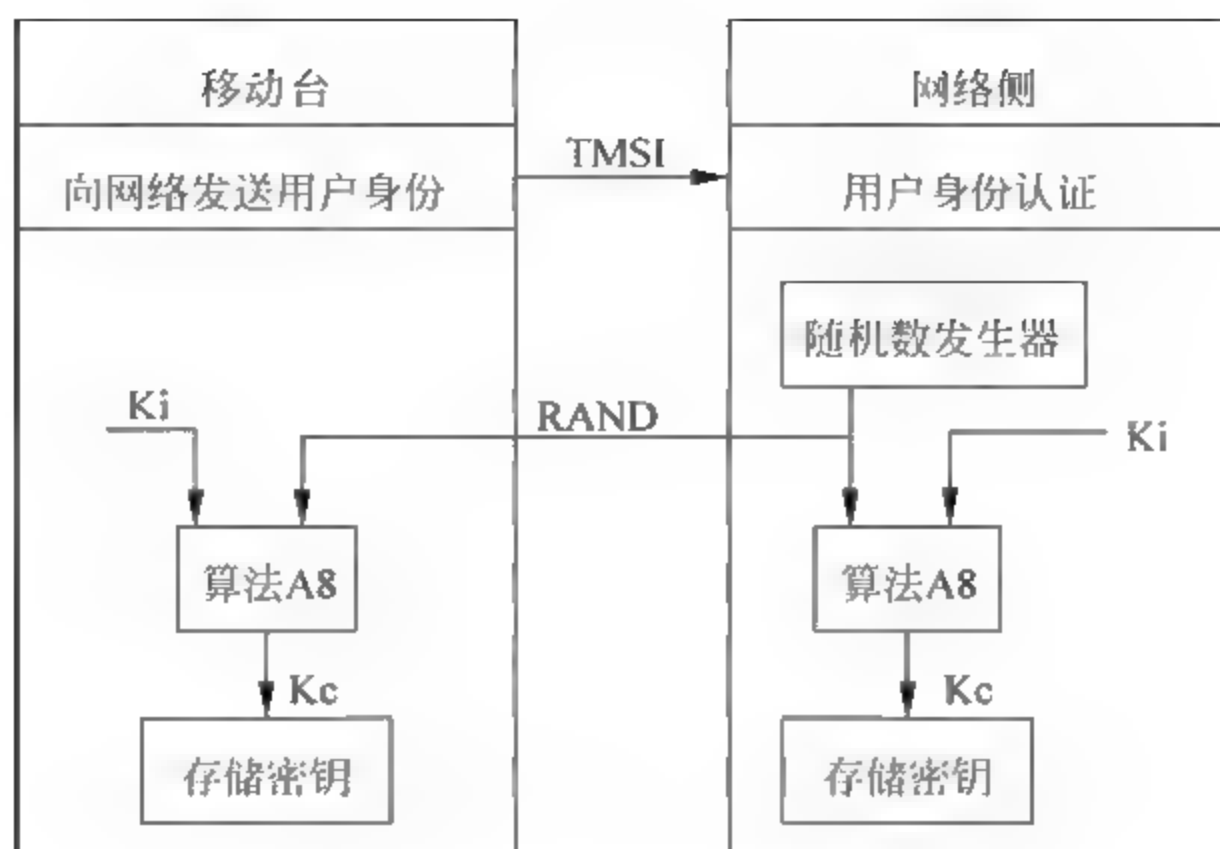 移动台
网络侧
TMSI
向网络发送用户身份
用户身份认证
随机数发生器
Ki
RAND
Ki
算法A8
算法A8
Kc
Kc
存储密钥
存储密钥